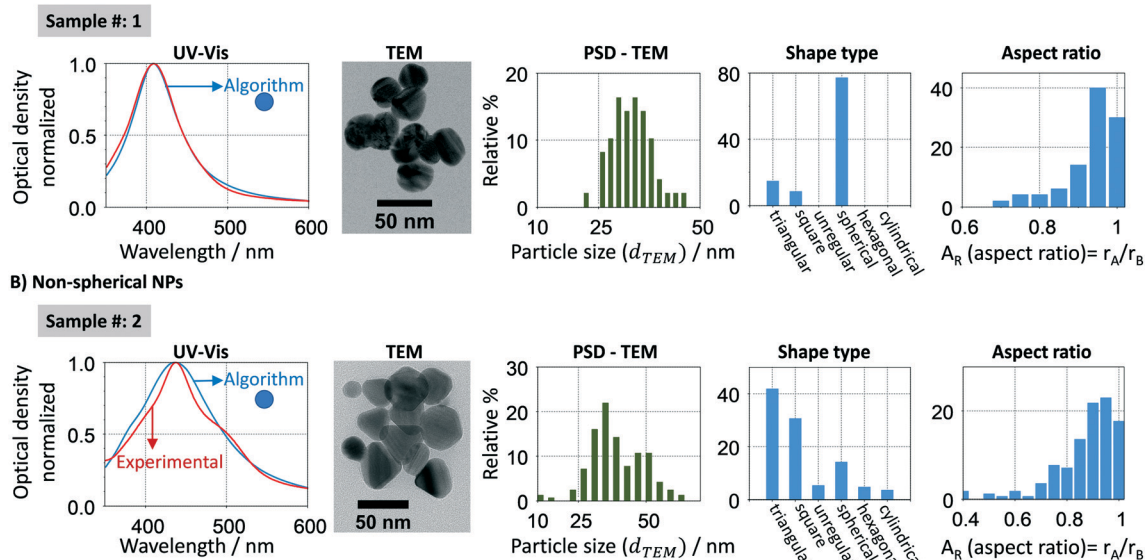 Sample #: 1
UV-Vis
TEM
PSD - TEM
Shape type
Aspect ratio
Optical density
normalized
1.0
0.5
0.0
400
500
600
Wavelength / nm
Algorithm
50 nm
Relative %
20
10
0
10
25
50
Particle size (d_TEM) / nm
80
60
40
20
0
triangular
square
unregular
spherical
hexagonal
cylindrical
40
20
0
0.6
0.8
1
A_R (aspect ratio)= r_A/r_B
B) Non-spherical NPs
Sample #: 2
UV-Vis
TEM
PSD - TEM
Shape type
Aspect ratio
Optical density
normalized
1.0
0.5
0.0
400
500
600
Wavelength / nm
Algorithm
Experimental
50 nm
Relative %
30
20
10
0
10
25
50
Particle size (d_TEM) / nm
40
20
0
triangular
square
unregular
spherical
hexagonal
cylindrical
20
0
0.4
0.6
0.8
1
A_R (aspect ratio)= r_A/r_B